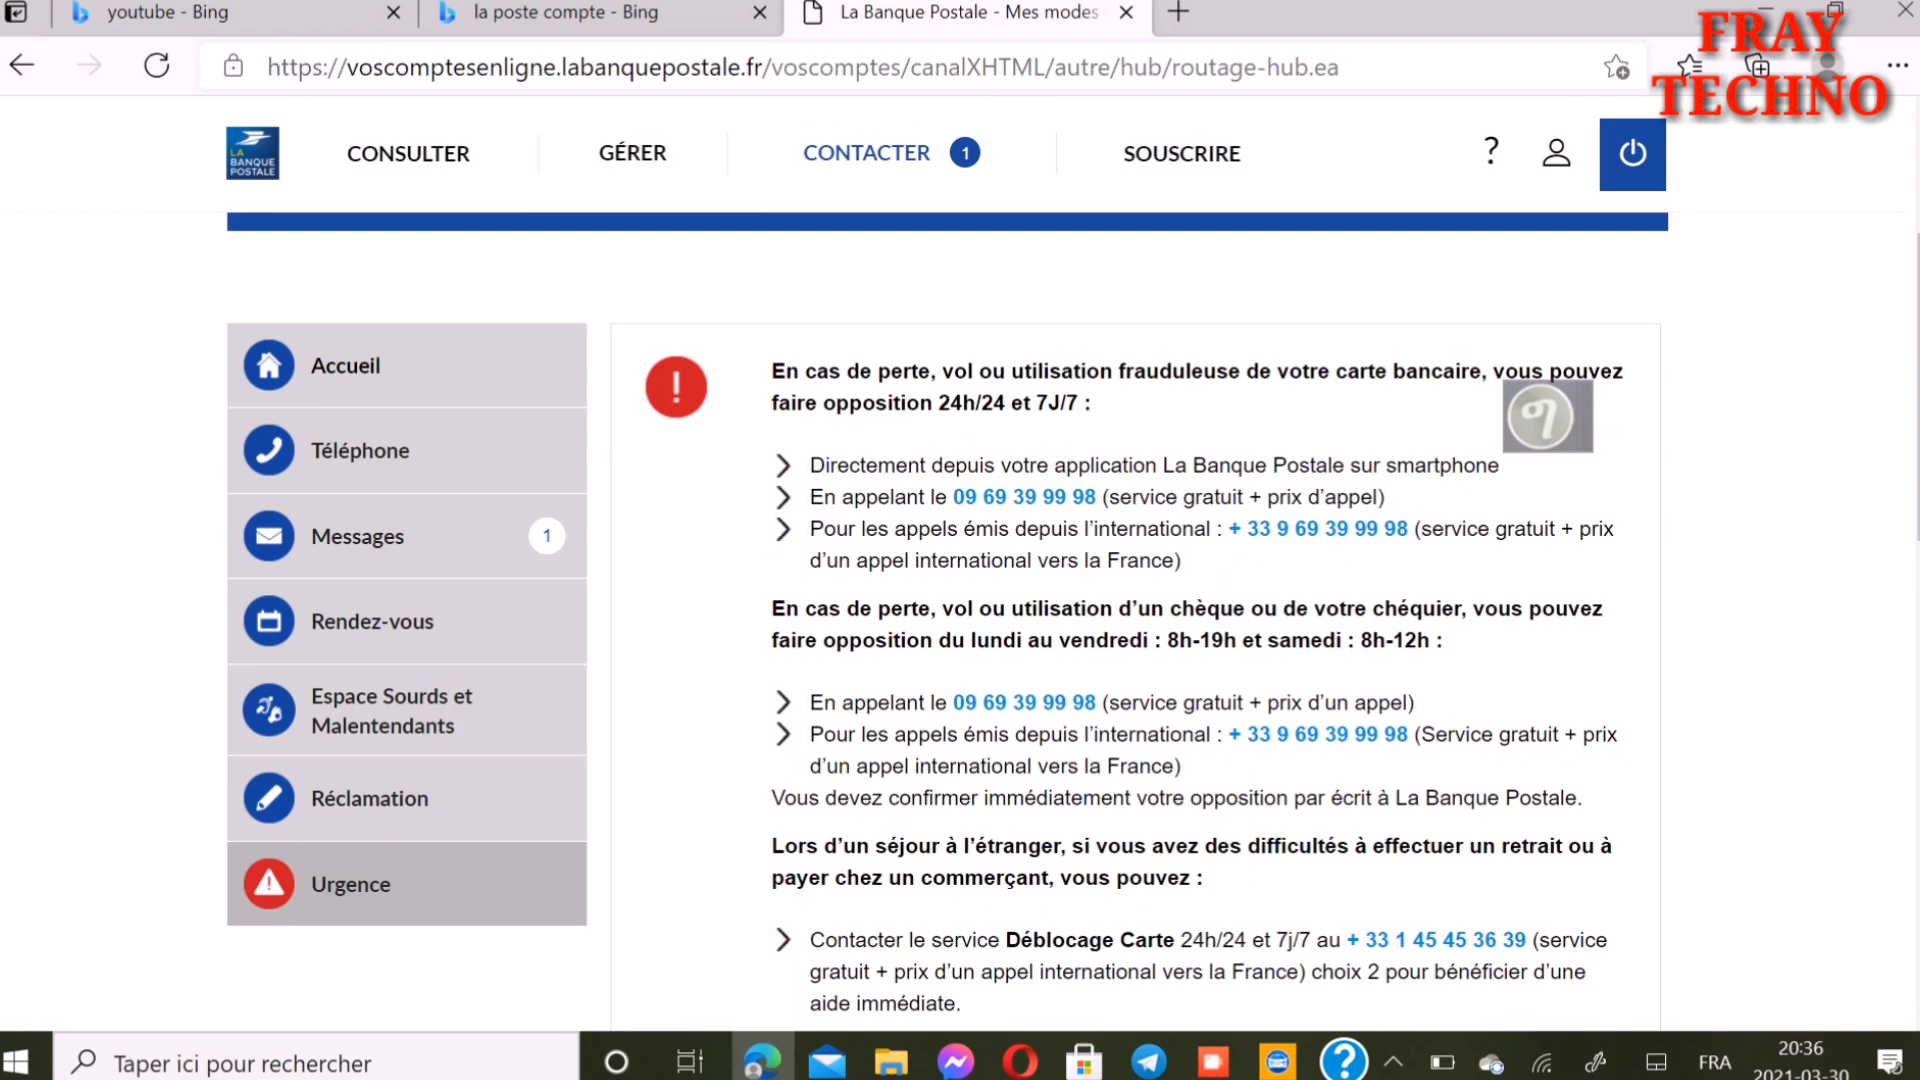 youtube - Bing
la poste compte - Bing
La Banque Postale - Mes modes
https://voscomptesenligne.labanquepostale.fr/voscomptes/canalXHTML/autre/hub/routage-hub.ea
FRAY
TECHNO
LA
BANQUE
POSTALE
CONSULTER
GÉRER
CONTACTER 1
SOUSCRIRE
?
Accueil
Téléphone
Messages 1
Rendez-vous
Espace Sourds et
Malentendants
Réclamation
Urgence
En cas de perte, vol ou utilisation frauduleuse de votre carte bancaire, vous pouvez
faire opposition 24h/24 et 7J/7 :
Directement depuis votre application La Banque Postale sur smartphone
En appelant le 09 69 39 99 98 (service gratuit + prix d’appel)
Pour les appels émis depuis l’international : + 33 9 69 39 99 98 (service gratuit + prix
d’un appel international vers la France)
En cas de perte, vol ou utilisation d’un chèque ou de votre chéquier, vous pouvez
faire opposition du lundi au vendredi : 8h-19h et samedi : 8h-12h :
En appelant le 09 69 39 99 98 (service gratuit + prix d’un appel)
Pour les appels émis depuis l’international : + 33 9 69 39 99 98 (Service gratuit + prix
d’un appel international vers la France)
Vous devez confirmer immédiatement votre opposition par écrit à La Banque Postale.
Lors d’un séjour à l’étranger, si vous avez des difficultés à effectuer un retrait ou à
payer chez un commerçant, vous pouvez :
Contacter le service Déblocage Carte 24h/24 et 7j/7 au + 33 1 45 45 36 39 (service
gratuit + prix d’un appel international vers la France) choix 2 pour bénéficier d’une
aide immédiate.
Taper ici pour rechercher
FRA
20:36
2021-03-30